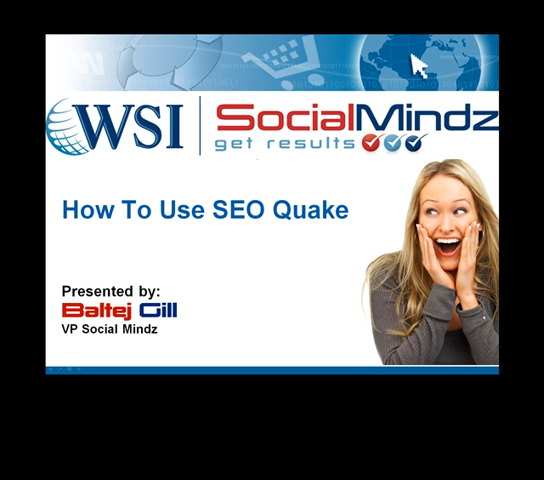 WSI
SocialMindz
get results
How To Use SEO Quake
Presented by:
Baltej Gill
VP Social Mindz